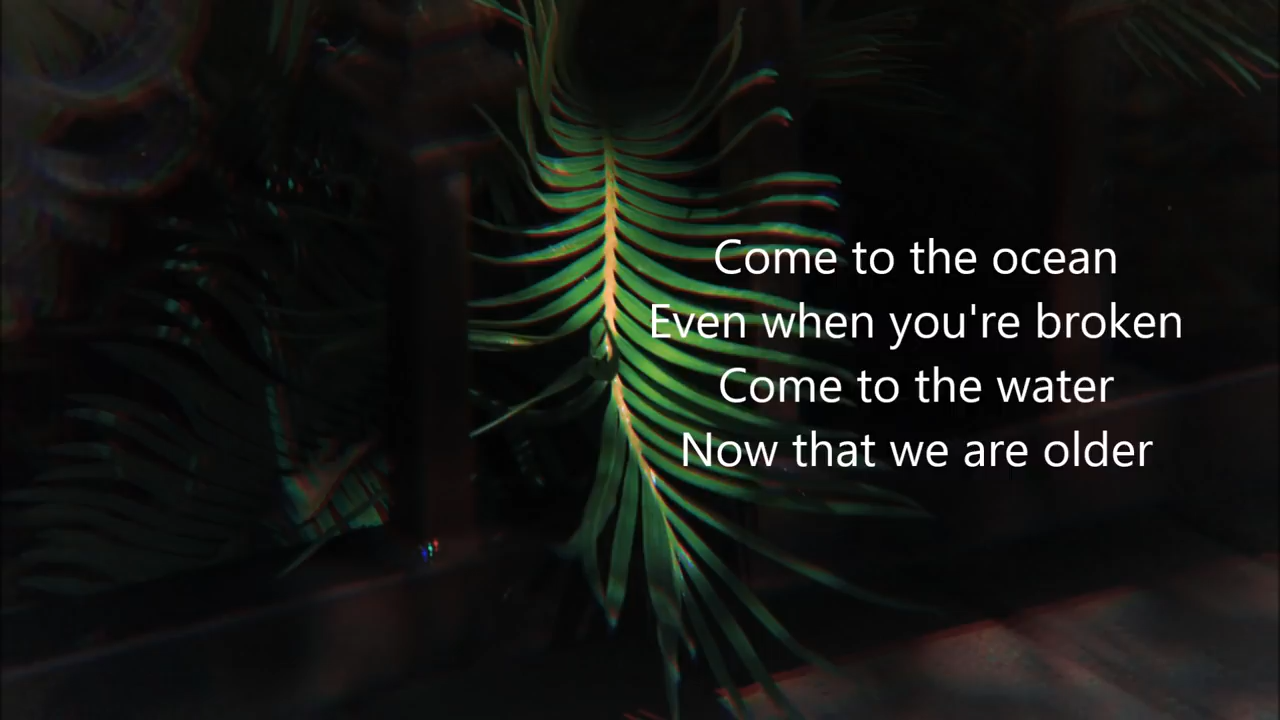 Come to the ocean
Even when you're broken
Come to the water
Now that we are older